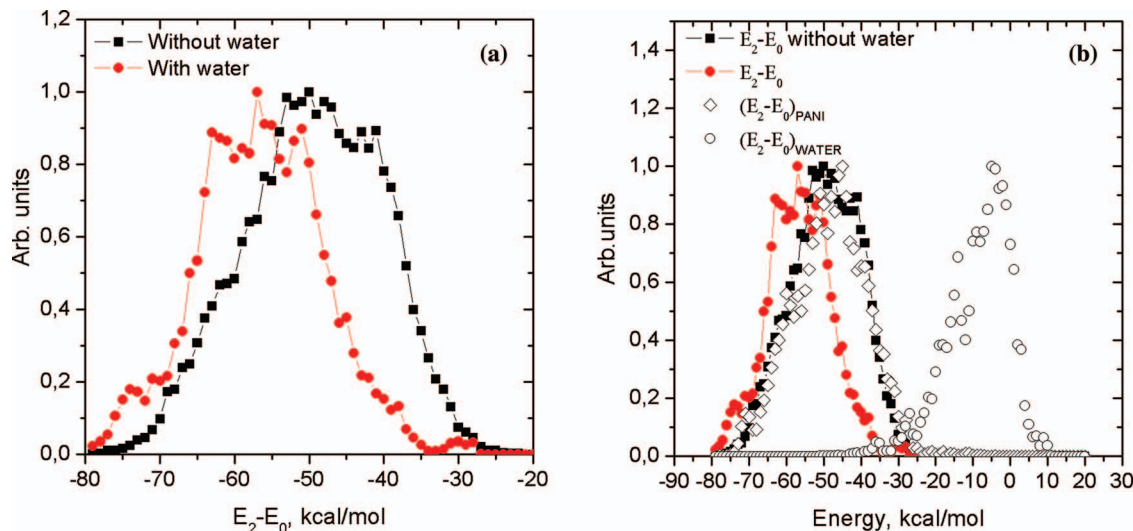 (a)
Without water
With water
1,2
1,0
0,8
0,6
0,4
0,2
0,0
Arb. units
-80 -70 -60 -50 -40 -30 -20
E₂-E₀, kcal/mol
(b)
E₂-E₀ without water
E₂-E₀
(E₂-E₀)PANI
(E₂-E₀)WATER
1,4
1,2
1,0
0,8
0,6
0,4
0,2
0,0
Arb.units
-90 -80 -70 -60 -50 -40 -30 -20 -10 0 10 20 30
Energy, kcal/mol